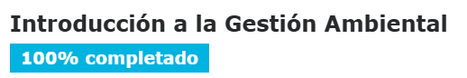 Introducción a la Gestión Ambiental
100% completado